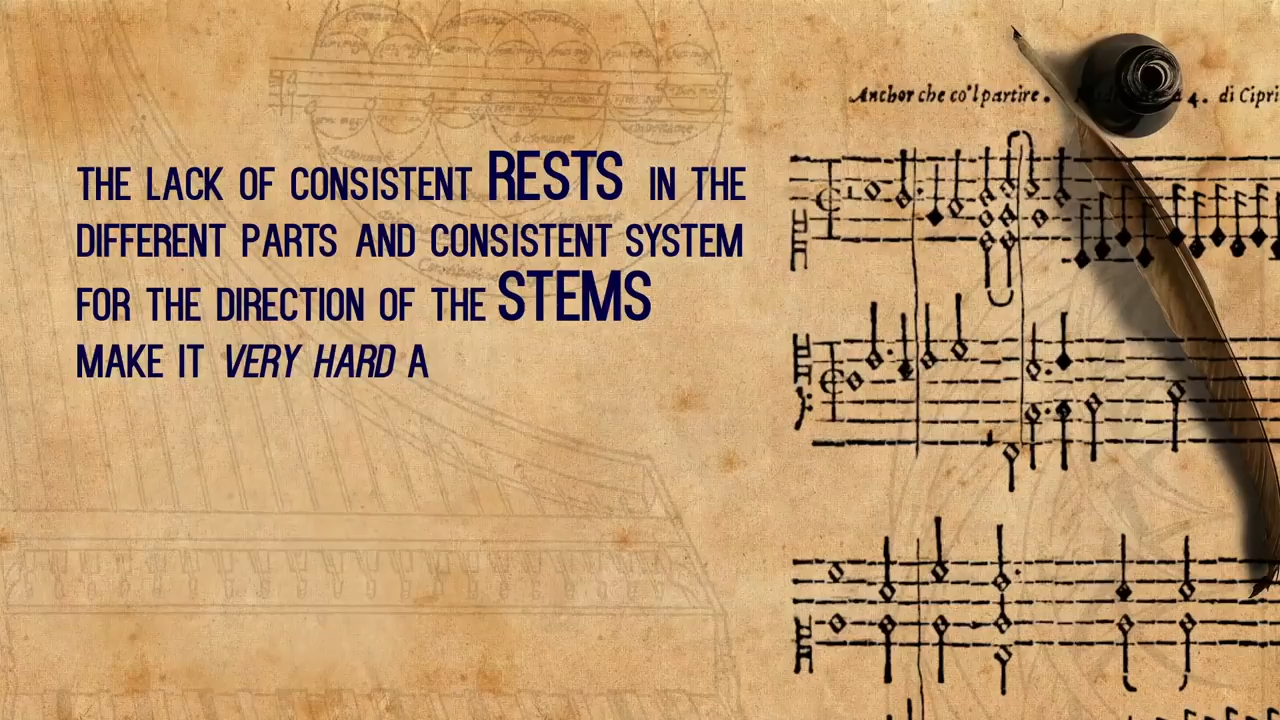 THE LACK OF CONSISTENT RESTS IN THE
DIFFERENT PARTS AND CONSISTENT SYSTEM
FOR THE DIRECTION OF THE STEMS
MAKE IT VERY HARD A
Anchor che co'l partire. a 4. di Cipri